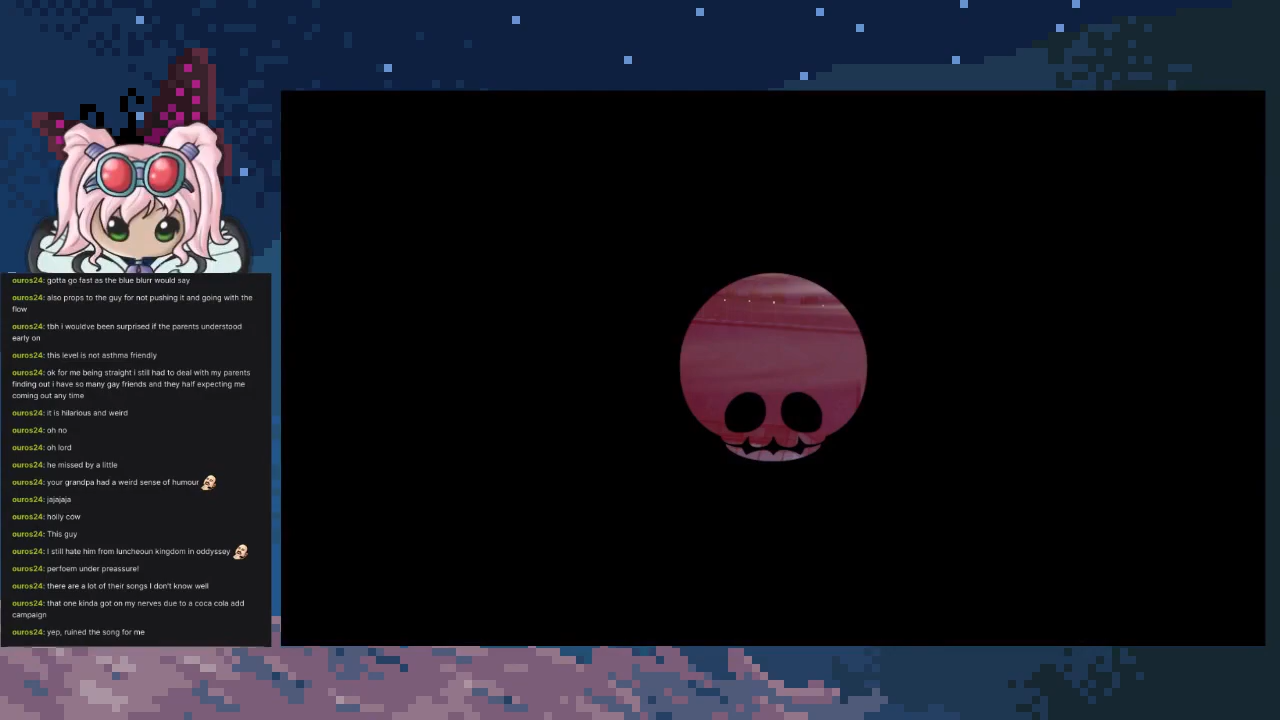 ouros24: gotta go fast as the blue blurr would say
ouros24: also props to the guy for not pushing it and going with the
flow
ouros24: tbh i wouldve been surprised if the parents understood
early on
ouros24: this level is not asthma friendly
ouros24: ok for me being straight i still had to deal with my parents
finding out i have so many gay friends and they half expecting me
coming out any time
ouros24: it is hilarious and weird
ouros24: oh no
ouros24: oh lord
ouros24: he missed by a little
ouros24: your grpdpa had a weird sense of humour
ouros24: jajajaja
ouros24: holly cow
ouros24: This guy
ouros24: I still hate him from luncheoun kingdom in oddyssey
ouros24: perfoem under preassure!
ouros24: there are a lot of their songs I don't know well
ouros24: that one kinda got on my nerves due to a coca cola add
campaign
ouros24: yep, ruined the song for me